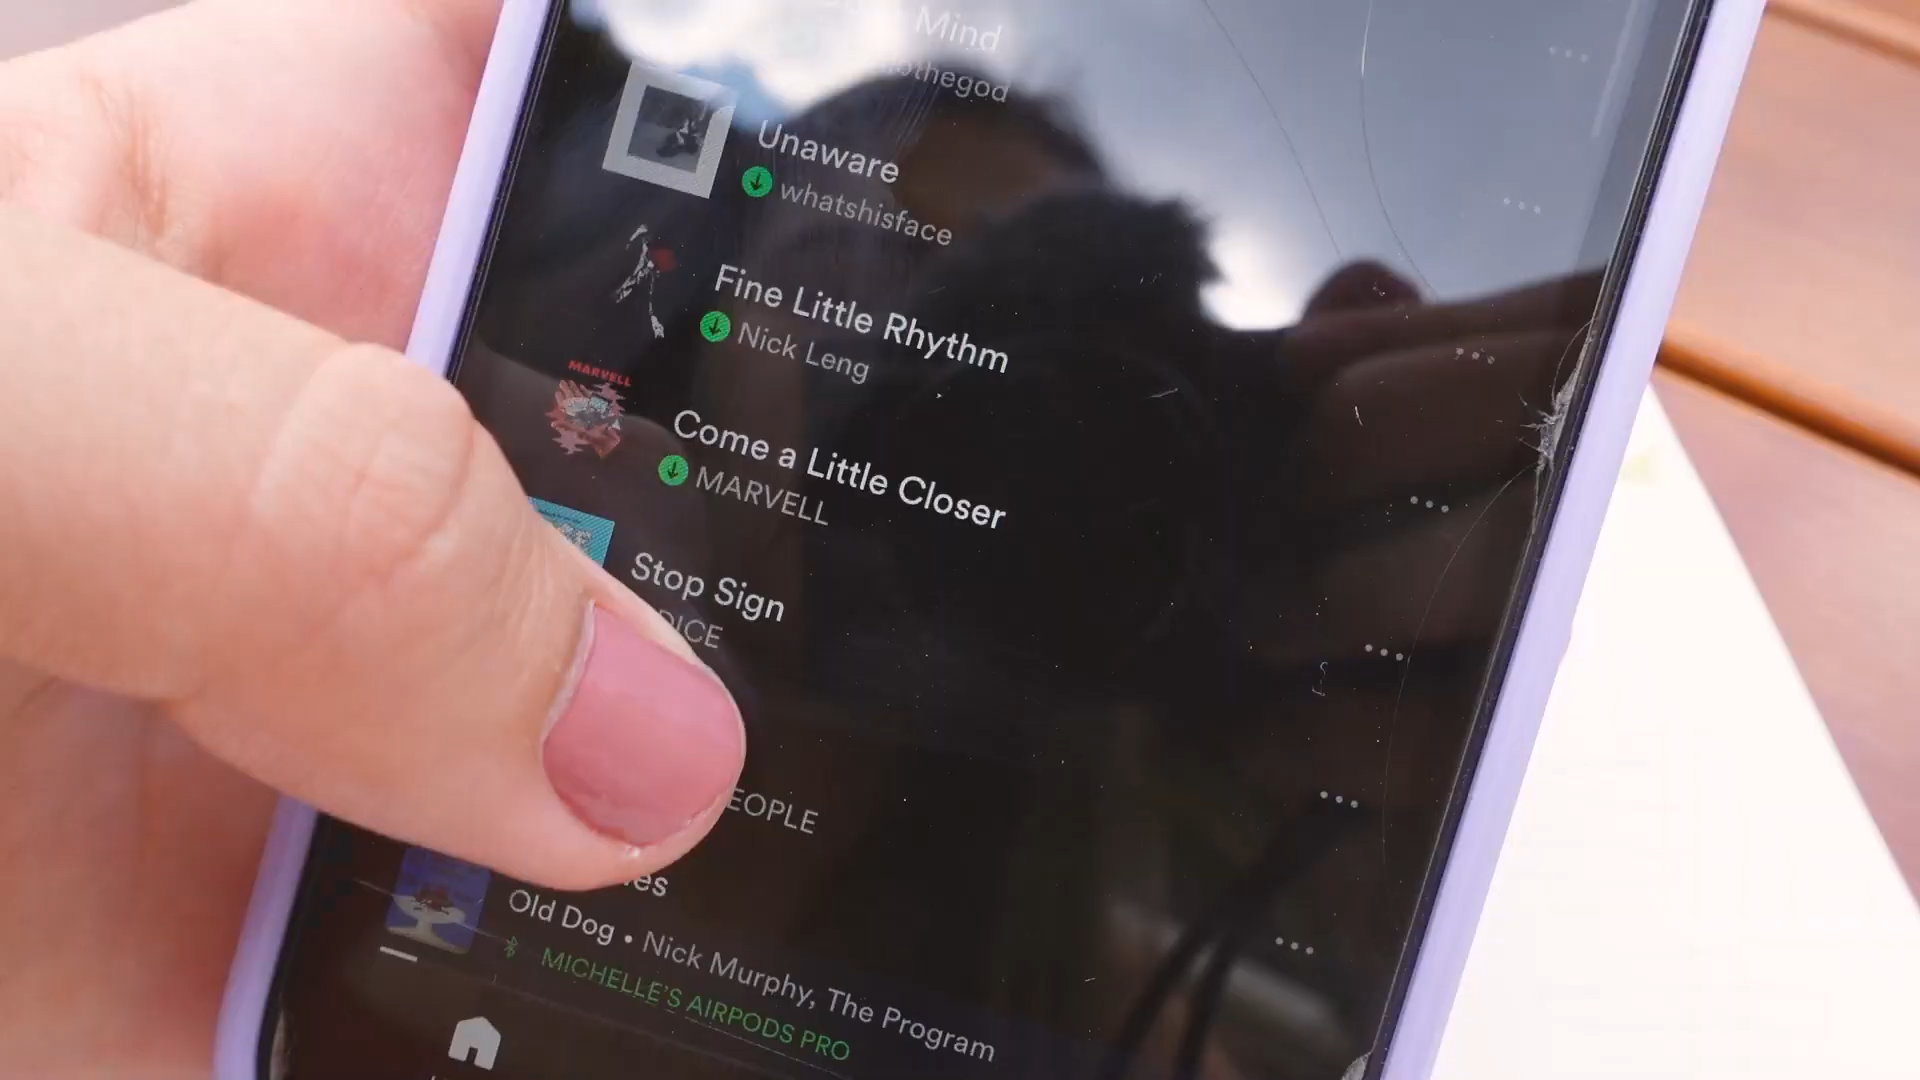 Mind
Unaware
whatshisface
Fine Little Rhythm
Nick Leng
MARVELL
Come a Little Closer
MARVELL
Stop Sign
Old Dog • Nick Murphy, The Program
MICHELLE'S AIRPODS PRO